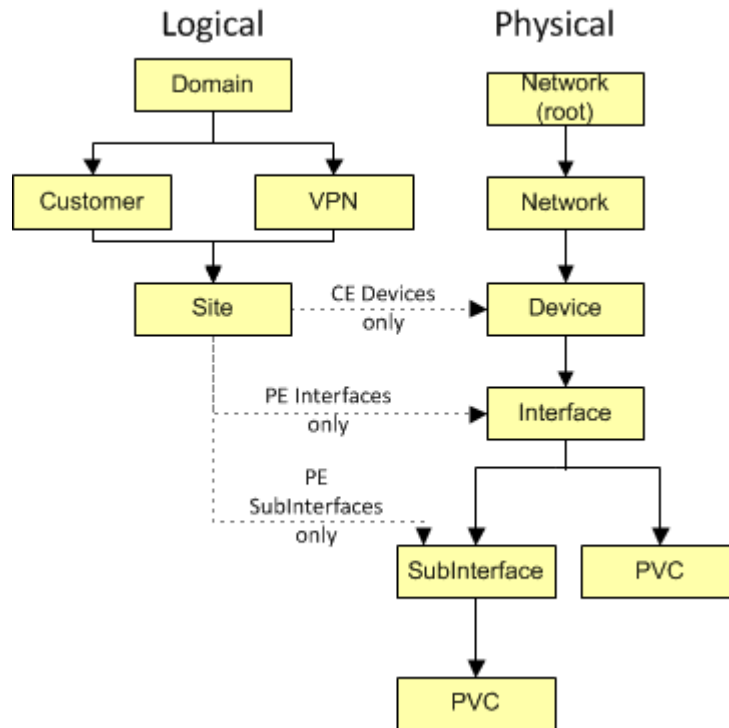 Logical
Physical
Domain
Network
(root)
Customer
VPN
Network
Site
CE Devices
only
Device
PE Interfaces
only
Interface
PE
SubInterfaces
only
SubInterface
PVC
PVC